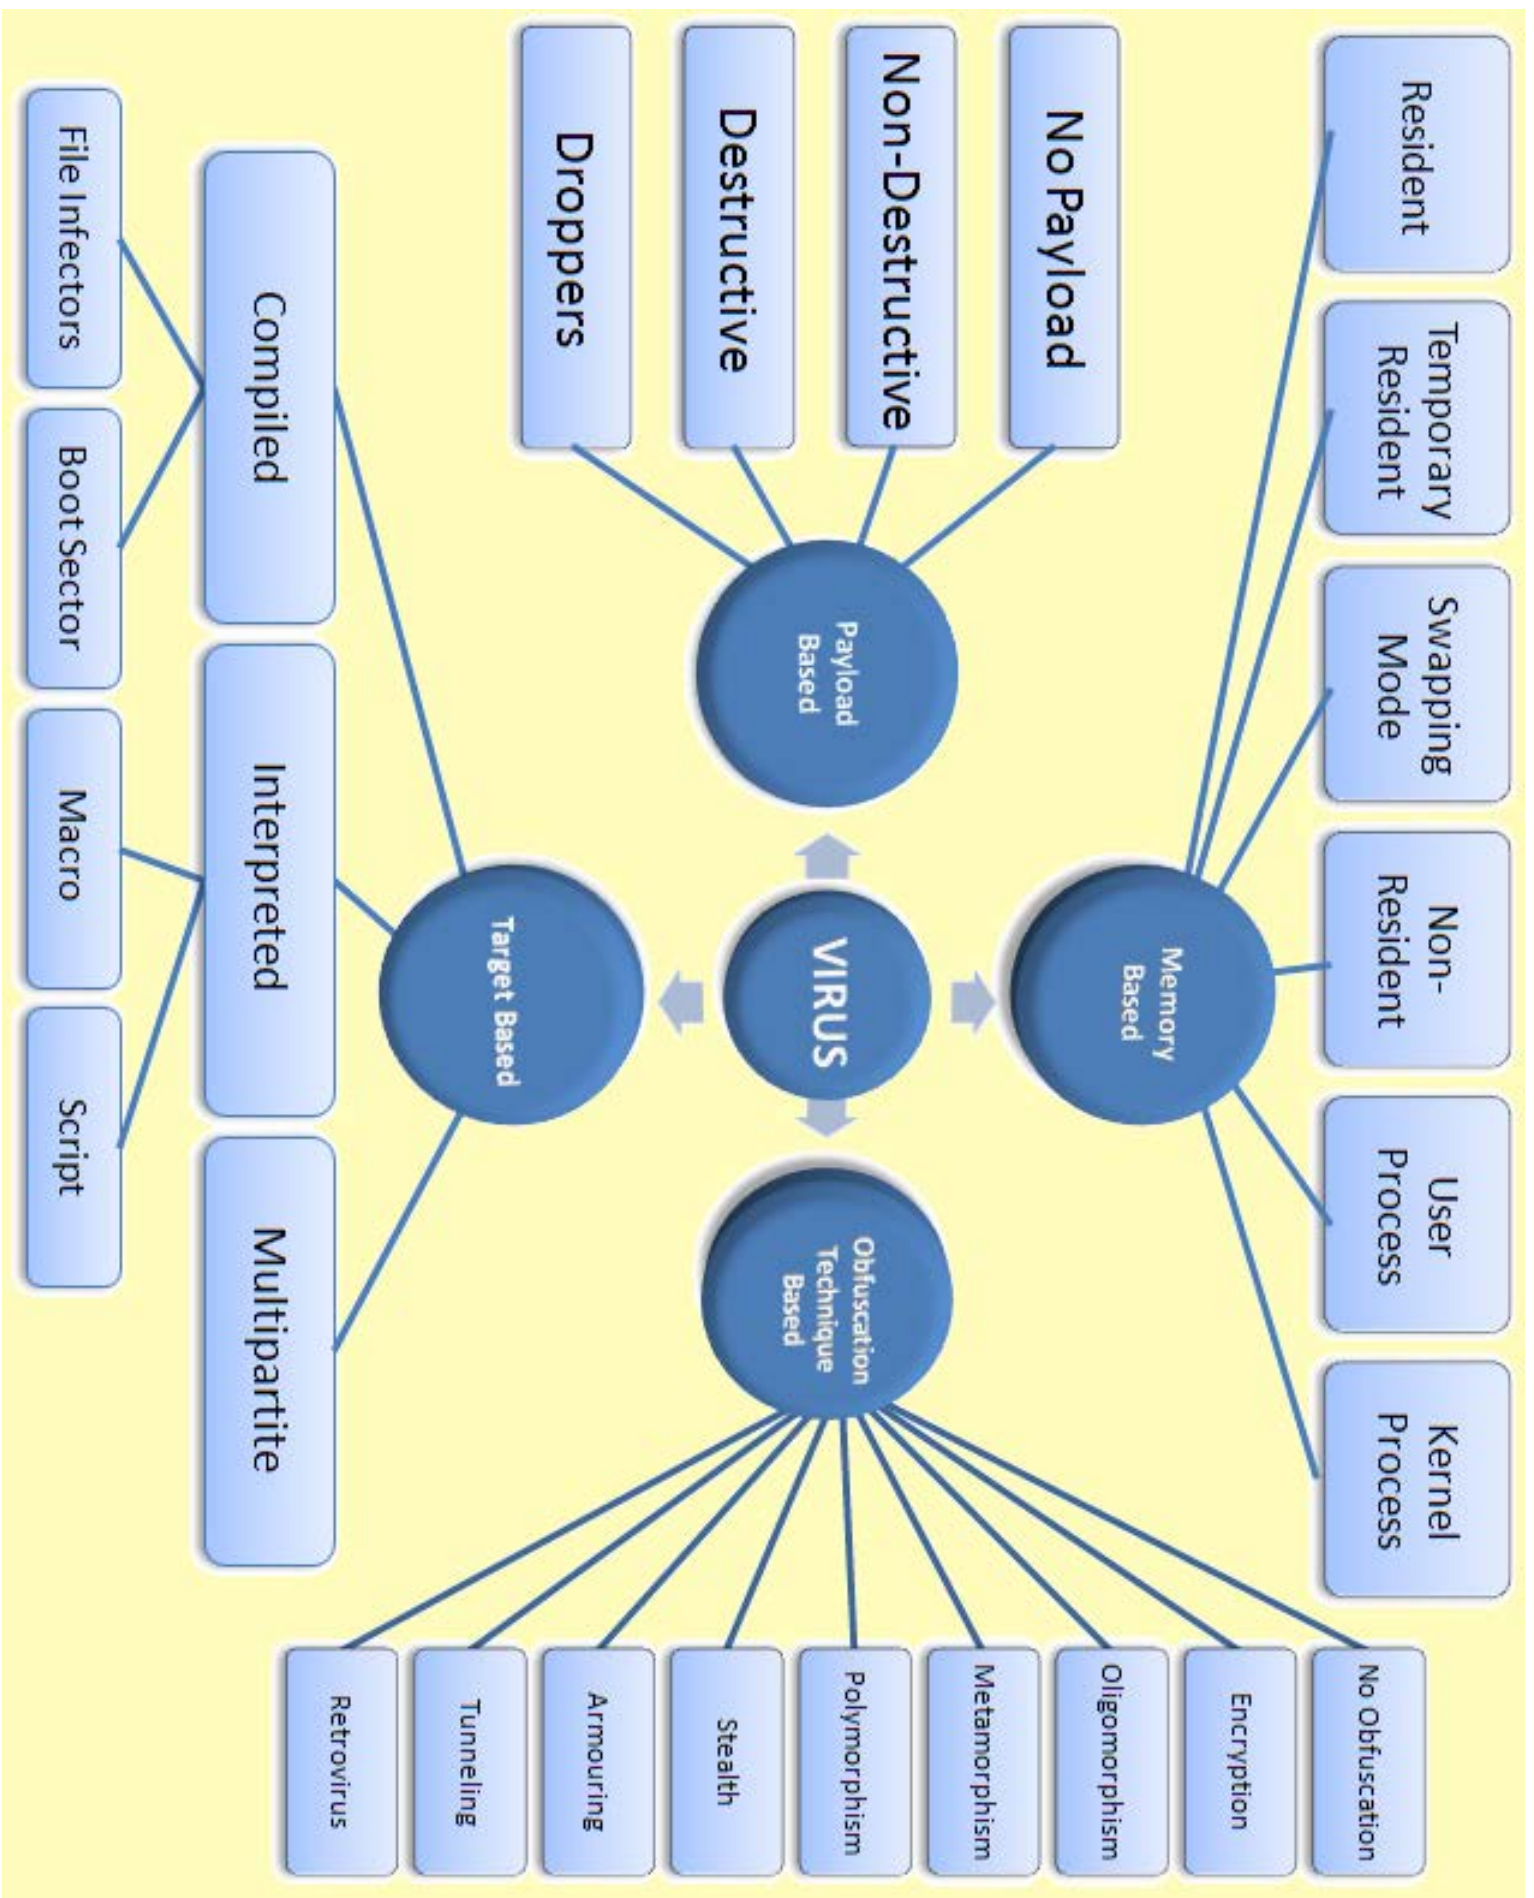 Resident
Temporary
Resident
Swapping
Mode
Non-
Resident
User
Process
Kernel
Process
Memory
Based
No Payload
Non-Destructive
Destructive
Droppers
Payload
Based
VIRUS
Obfuscation
Technique
Based
No Obfuscation
Encryption
Oligomorphism
Metamorphism
Polymorphism
Stealth
Armouring
Tunneling
Retrovirus
Target Based
Compiled
Interpreted
Multipartite
File Infectors
Boot Sector
Macro
Script